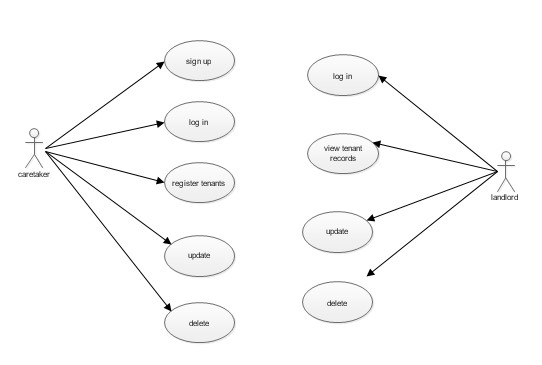 sign up
log in
register tenants
update
delete
caretaker
log in
view tenant
records
update
delete
landlord